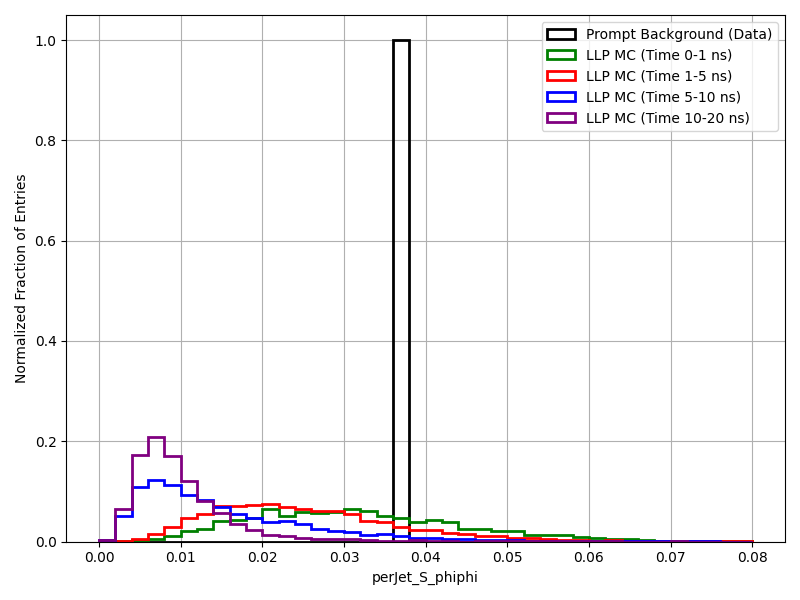 Prompt Background (Data)
LLP MC (Time 0-1 ns)
LLP MC (Time 1-5 ns)
LLP MC (Time 5-10 ns)
LLP MC (Time 10-20 ns)
Normalized Fraction of Entries
1.0
0.8
0.6
0.4
0.2
0.0
0.00 0.01 0.02 0.03 0.04 0.05 0.06 0.07 0.08
perJet_S_phiphi